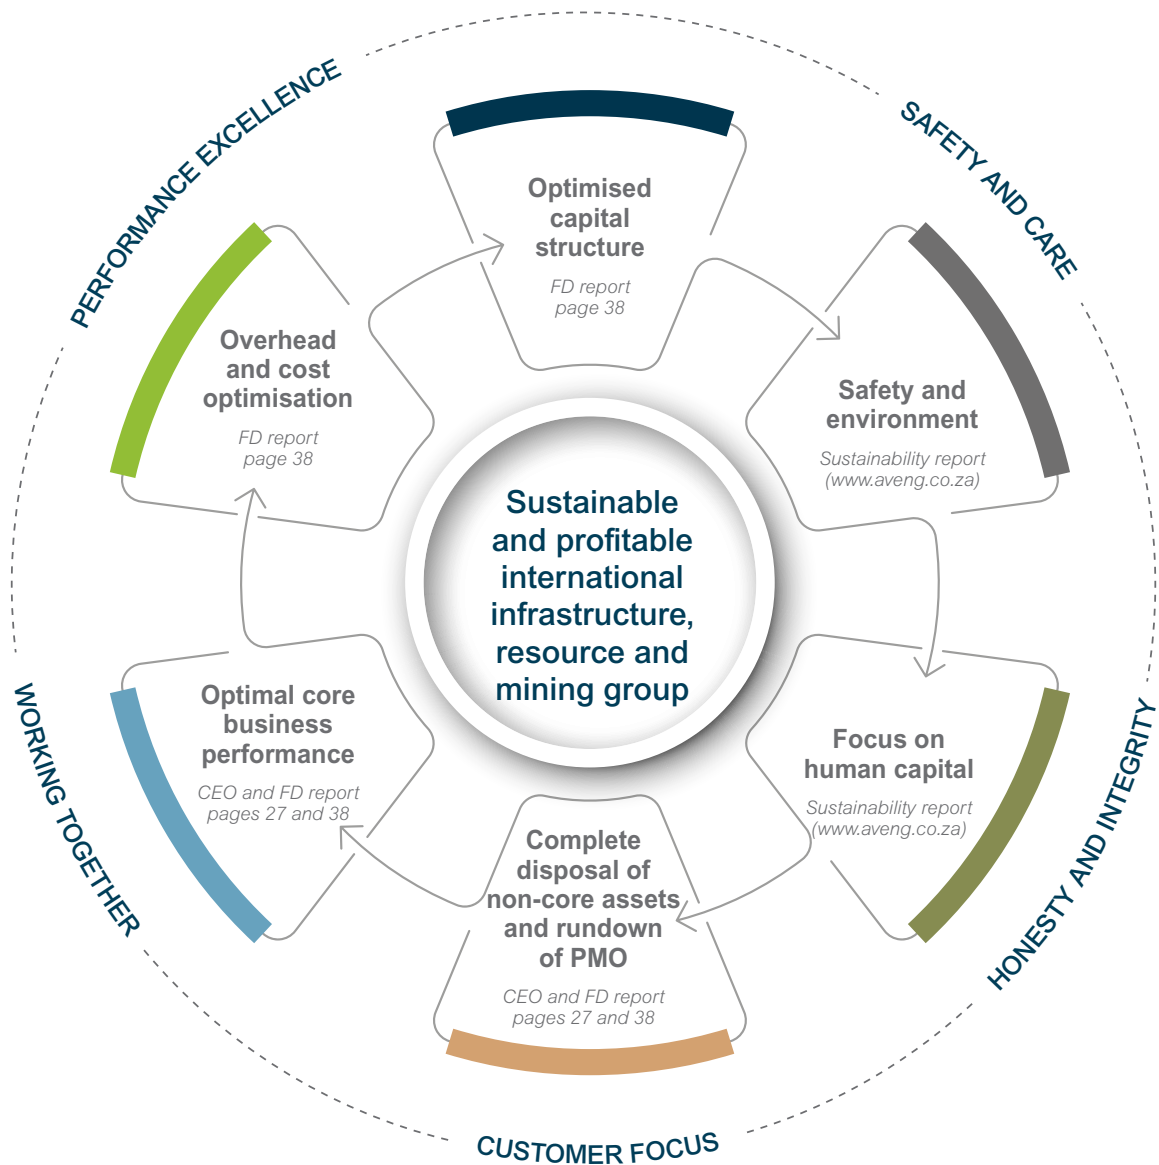 PERFORMANCE EXCELLENCE
SAFETY AND CARE
Optimised
capital
structure
FD report
page 38
Safety and
environment
Sustainability report
(www.aveng.co.za)
Overhead
and cost
optimisation
FD report
page 38
Sustainable
and profitable
international
infrastructure,
resource and
mining group
Focus on
human capital
Sustainability report
(www.aveng.co.za)
Complete
disposal of
non-core assets
and rundown
of PMO
CEO and FD report
pages 27 and 38
Optimal core
business
performance
CEO and FD report
pages 27 and 38
HONESTY AND INTEGRITY
CUSTOMER FOCUS
WORKING TOGETHER